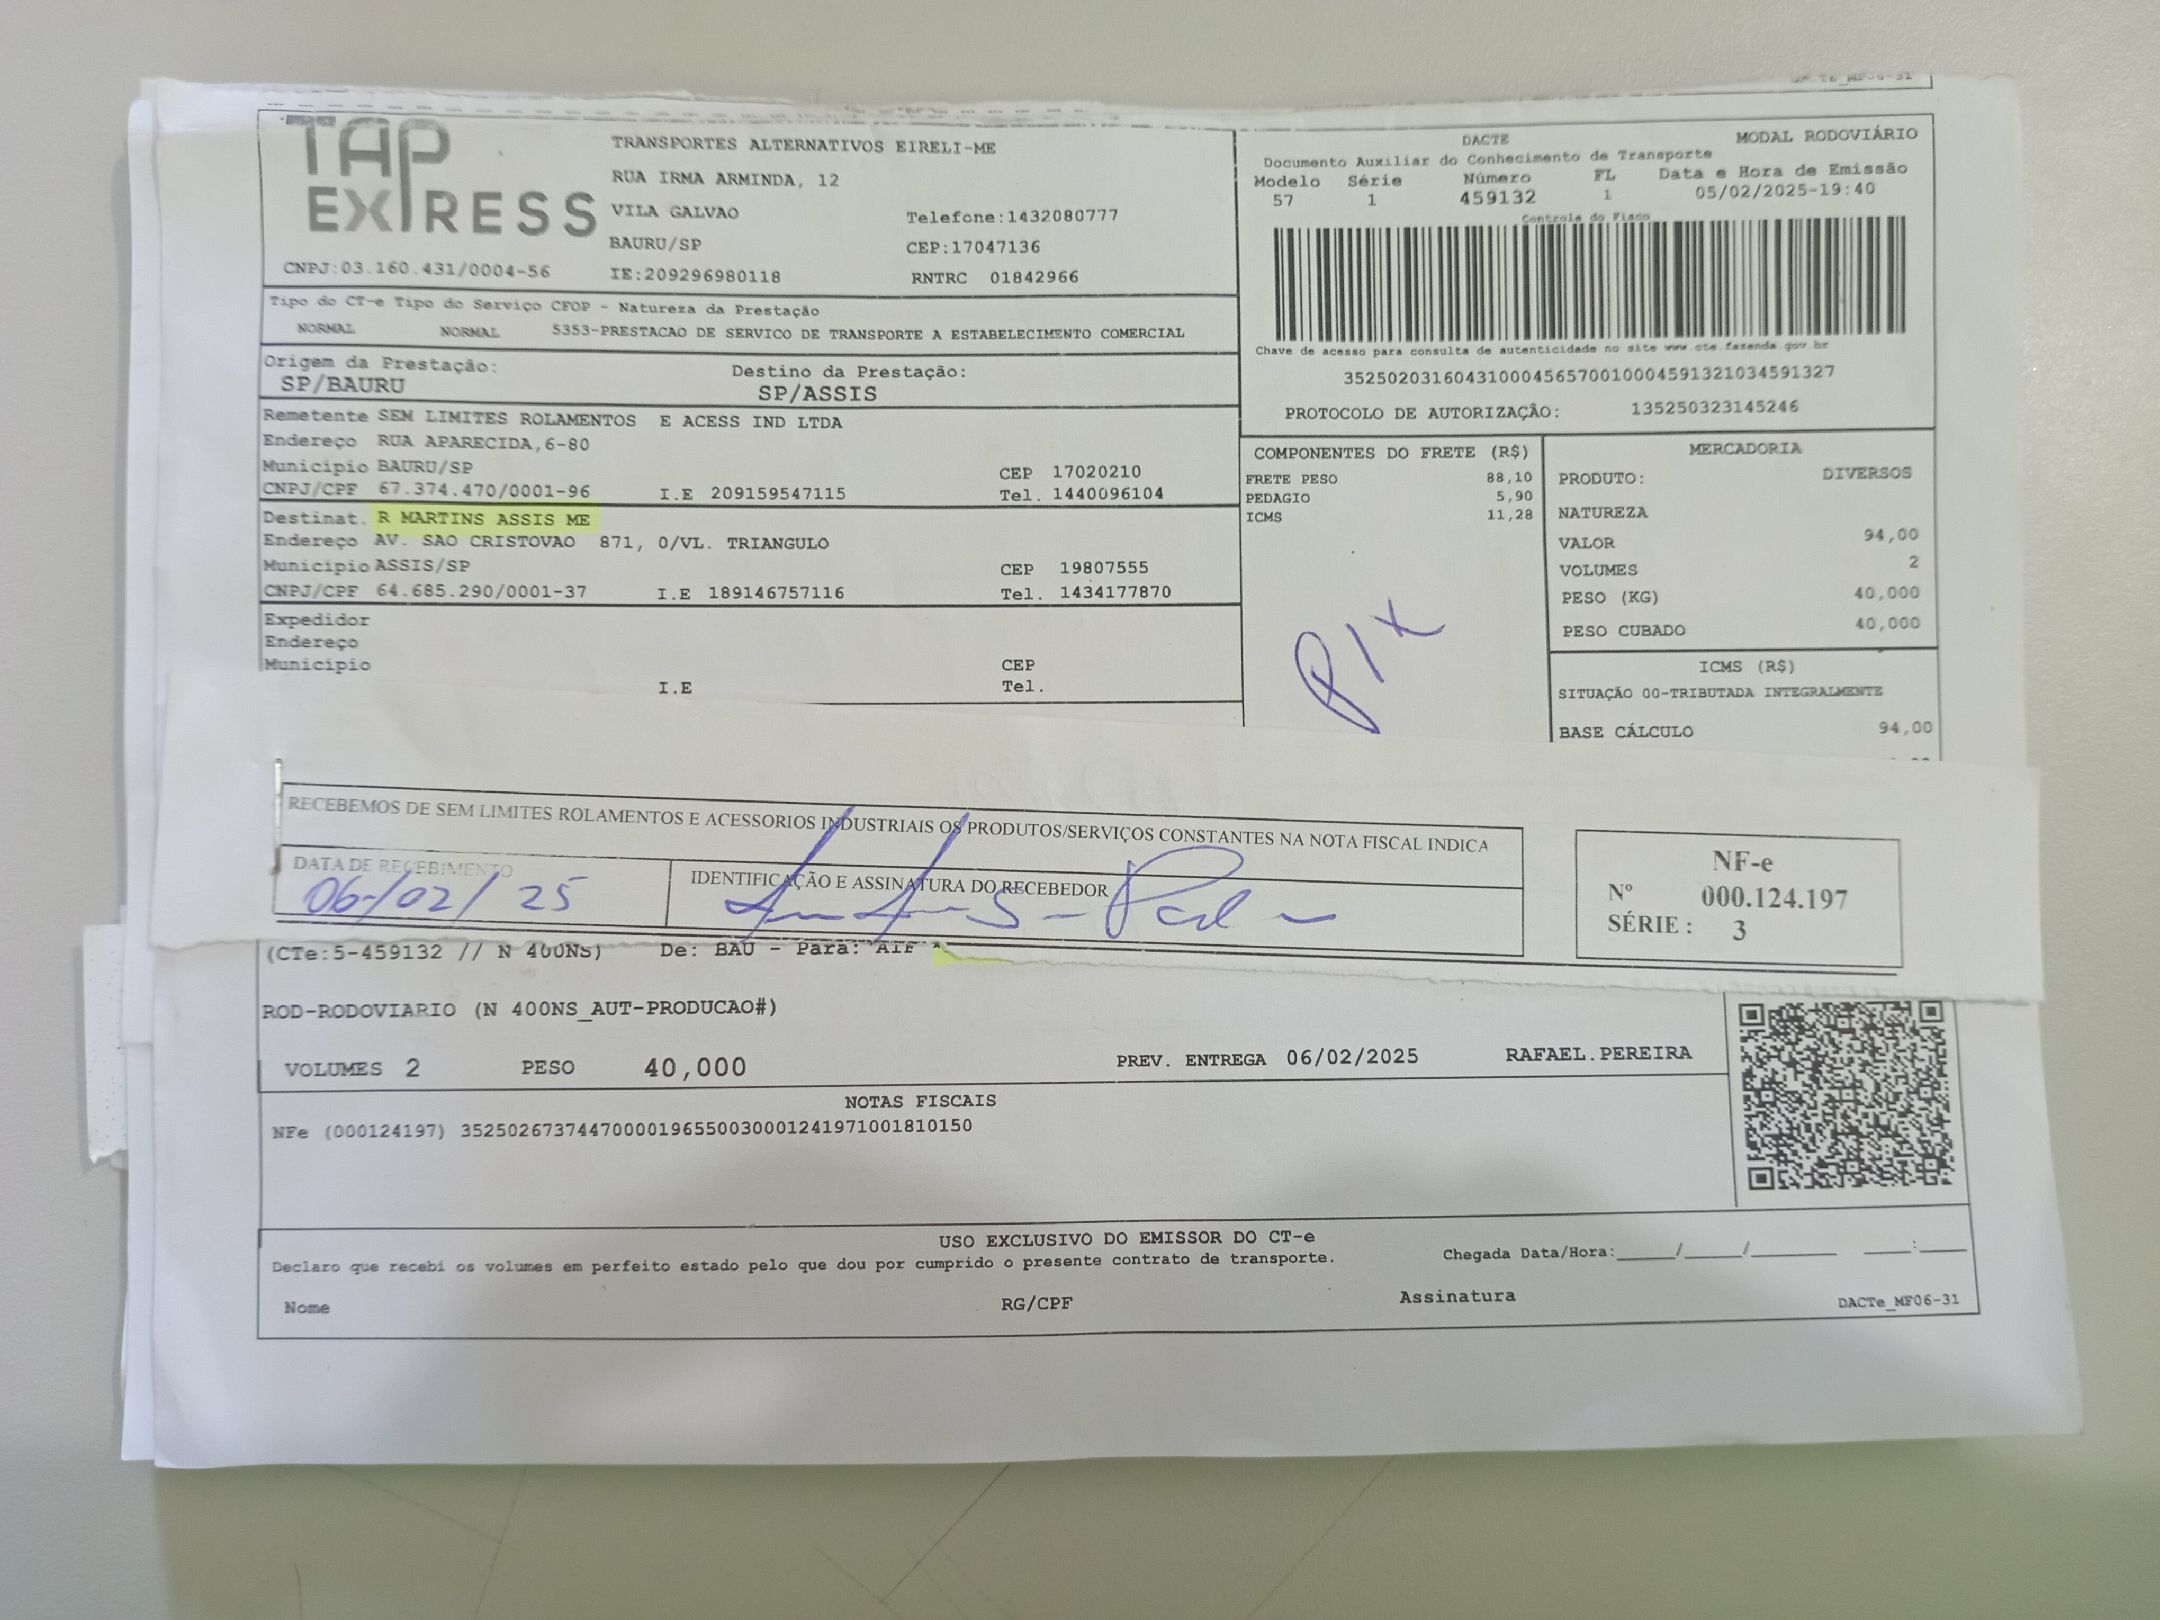 TAP
EXPRESS
CNPJ:03.160.431/0004-56
TRANSPORTES ALTERNATIVOS EIRELI-ME
RUA IRMA ARMINDA, 12
VILA GALVAO Telefone:1432080777
BAURU/SP CEP:17047136
IE:209296980118 RNTRC 01842966
DACTE MODAL RODOVIÁRIO
Documento Auxiliar do Conhecimento de Transporte
Modelo Série Número FL Data e Hora de Emissão
57 1 459132 1 05/02/2025-19:40
Controle do Fisco
Chave de acesso para consulta de autenticidade no site www.cte.fazenda.gov.br
35250203160431000456570010004591321034591327
PROTOCOLO DE AUTORIZAÇÃO: 135250323145246
Tipo do CT-e Tipo do Serviço CFOP - Natureza da Prestação
NORMAL NORMAL 5353-PRESTACAO DE SERVICO DE TRANSPORTE A ESTABELECIMENTO COMERCIAL
Origem da Prestação: Destino da Prestação:
SP/BAURU SP/ASSIS
Remetente SEM LIMITES ROLAMENTOS E ACESS IND LTDA
Endereço RUA APARECIDA,6-80
Município BAURU/SP CEP 17020210
CNPJ/CPF 67.374.470/0001-96 I.E 209159547115 Tel. 1440096104
Destinat. R MARTINS ASSIS ME
Endereço AV. SAO CRISTOVAO 871, 0/VL. TRIANGULO
Município ASSIS/SP CEP 19807555
CNPJ/CPF 64.685.290/0001-37 I.E 189146757116 Tel. 1434177870
Expedidor
Endereço
Município CEP
I.E Tel.
COMPONENTES DO FRETE (R$)
FRETE PESO 88,10
PEDAGIO 5,90
ICMS 11,28
PIX
MERCADORIA
PRODUTO: DIVERSOS
NATUREZA
VALOR 94,00
VOLUMES 2
PESO (KG) 40,000
PESO CUBADO 40,000
ICMS (R$)
SITUAÇÃO 00-TRIBUTADA INTEGRALMENTE
BASE CÁLCULO 94,00
RECEBEMOS DE SEM LIMITES ROLAMENTOS E ACESSORIOS INDUSTRIAIS OS PRODUTOS/SERVIÇOS CONSTANTES NA NOTA FISCAL INDICA
DATA DE RECEBIMENTO IDENTIFICAÇÃO E ASSINATURA DO RECEBEDOR
06/02/25
NF-e
Nº 000.124.197
SÉRIE : 3
(CTe:5-459132 // N 400NS) De: BAU - Para:
ROD-RODOVIARIO (N 400NS_AUT-PRODUCAO#)
VOLUMES 2 PESO 40,000 PREV. ENTREGA 06/02/2025 RAFAEL.PEREIRA
NOTAS FISCAIS
NFe (000124197) 35250267374470000196550030001241971001810150
USO EXCLUSIVO DO EMISSOR DO CT-e
Declaro que recebi os volumes em perfeito estado pelo que dou por cumprido o presente contrato de transporte. Chegada Data/Hora:_____/_____/_______ ____:____
Nome RG/CPF Assinatura DACTe_MF06-31